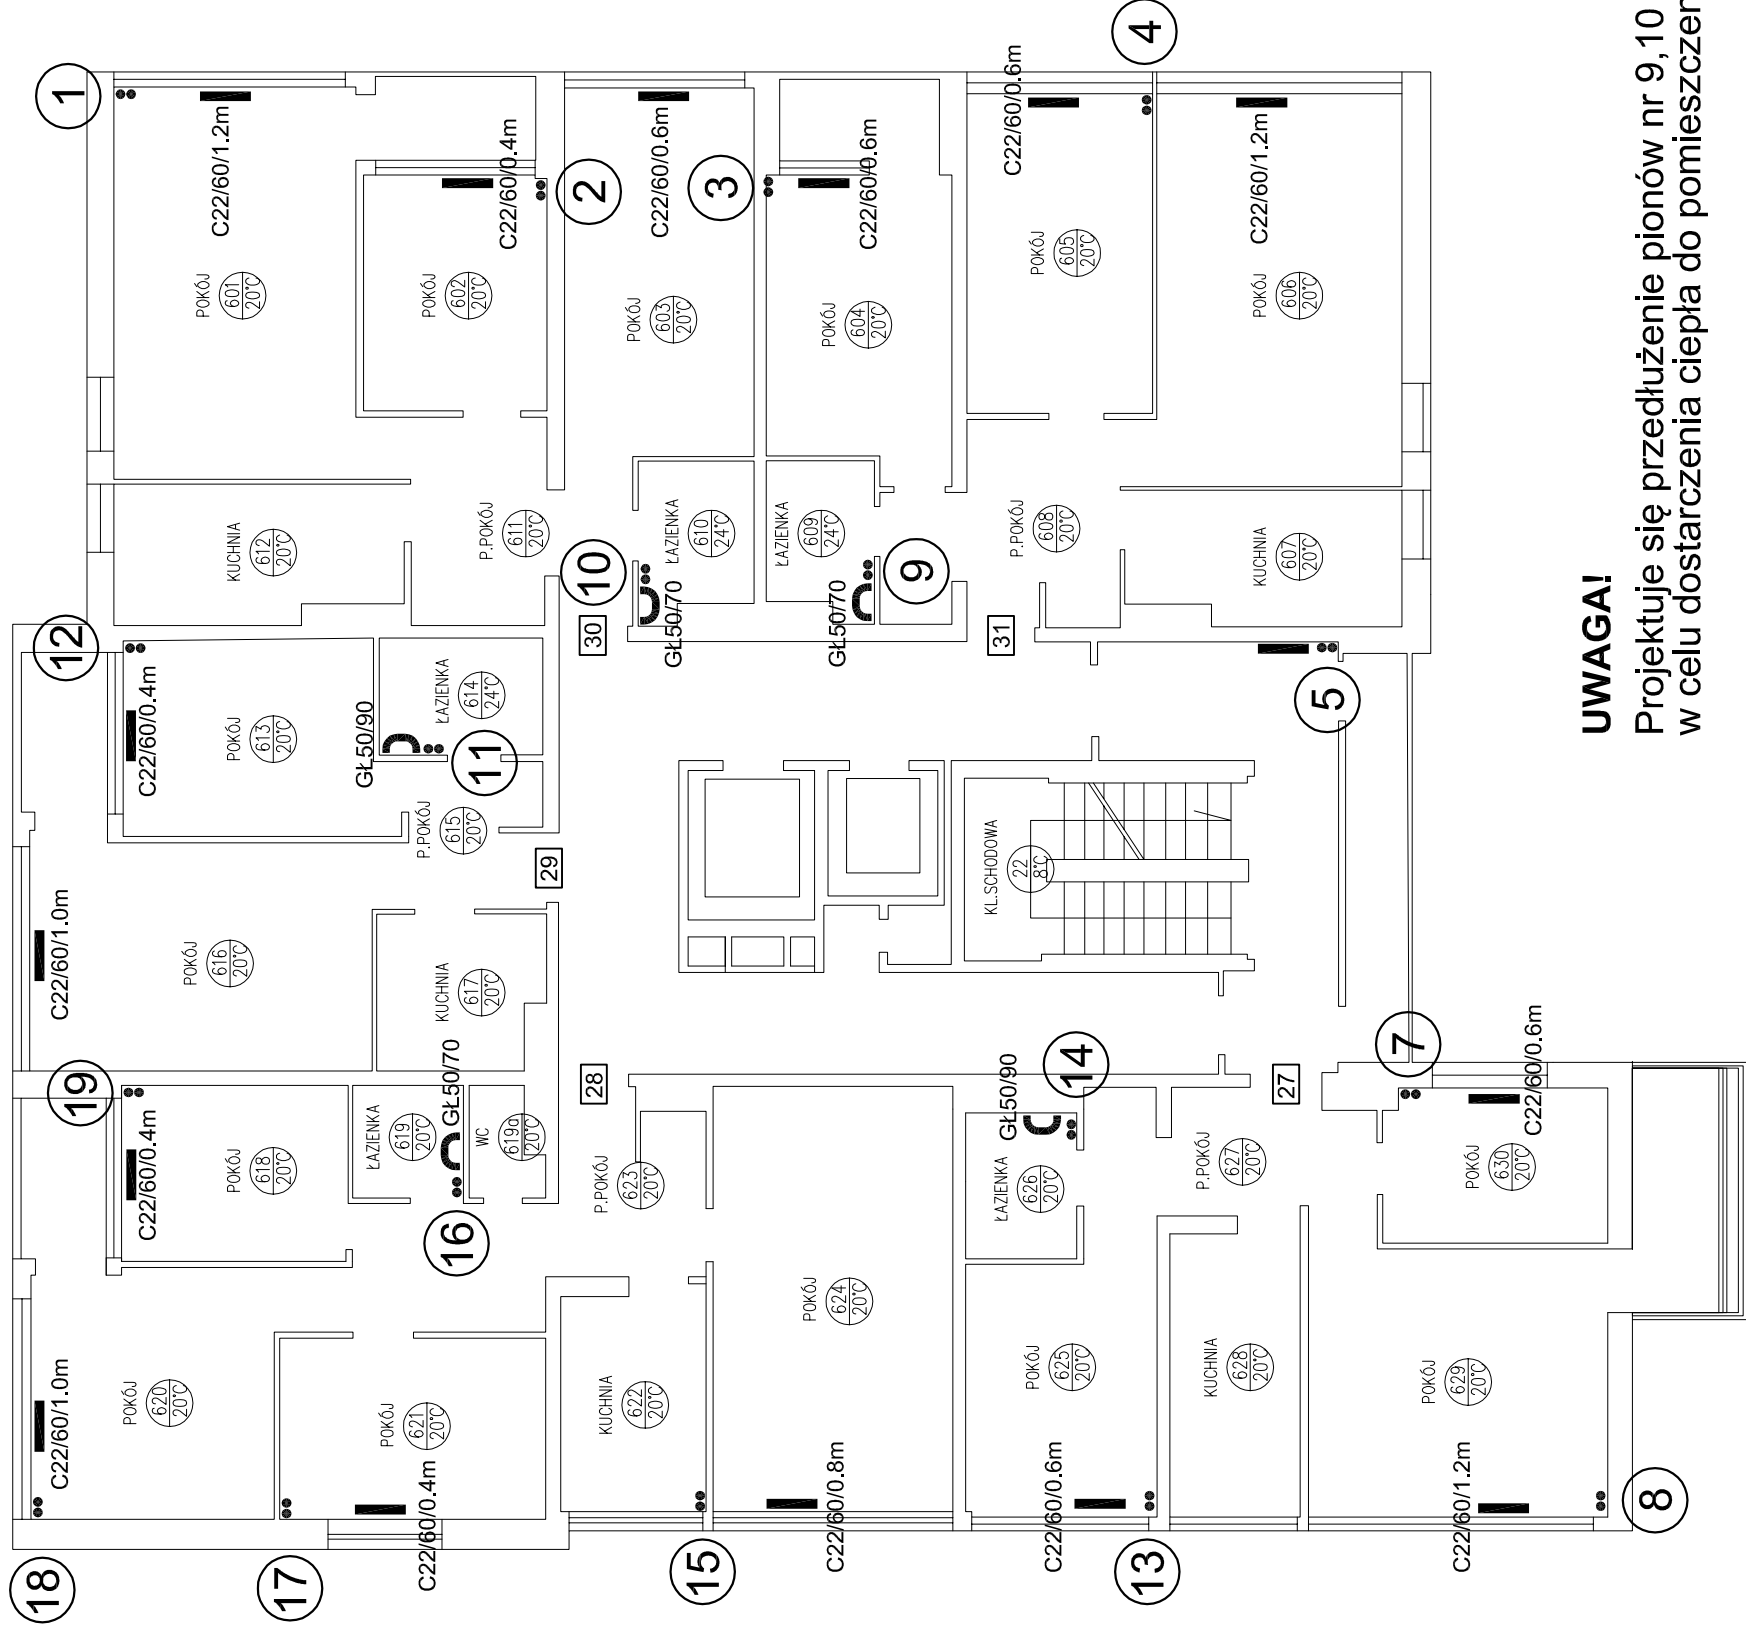 1
C22/60/1.2m
POKÓJ
601
20°C
C22/60/0.4m
POKÓJ
602
20°C
2
C22/60/0.6m
POKÓJ
603
20°C
3
C22/60/0.6m
POKÓJ
604
20°C
4
C22/60/0.6m
POKÓJ
605
20°C
C22/60/1.2m
POKÓJ
606
20°C
KUCHNIA
612
20°C
P.POKÓJ
611
20°C
10
ŁAZIENKA
610
24°C
GŁ50/70
ŁAZIENKA
609
24°C
GŁ50/70
9
P.POKÓJ
608
20°C
KUCHNIA
607
20°C
30
31
5
12
C22/60/0.4m
POKÓJ
613
20°C
GŁ50/90
ŁAZIENKA
614
24°C
11
P.POKÓJ
615
20°C
29
C22/60/1.0m
POKÓJ
616
20°C
KUCHNIA
617
20°C
KL.SCHODOWA
22
8°C
19
C22/60/0.4m
POKÓJ
618
20°C
ŁAZIENKA
619
20°C
GŁ50/70
WC
619a
20°C
16
28
P.POKÓJ
623
20°C
GŁ50/90
14
ŁAZIENKA
626
20°C
27
P.POKÓJ
627
20°C
7
C22/60/0.6m
POKÓJ
630
20°C
C22/60/1.0m
POKÓJ
620
20°C
18
17
POKÓJ
621
20°C
C22/60/0.4m
KUCHNIA
622
20°C
15
POKÓJ
624
20°C
C22/60/0.8m
POKÓJ
625
20°C
C22/60/0.6m
13
KUCHNIA
628
20°C
POKÓJ
629
20°C
C22/60/1.2m
8
UWAGA!
Projektuje się przedłużenie pionów nr 9,10
w celu dostarczenia ciepła do